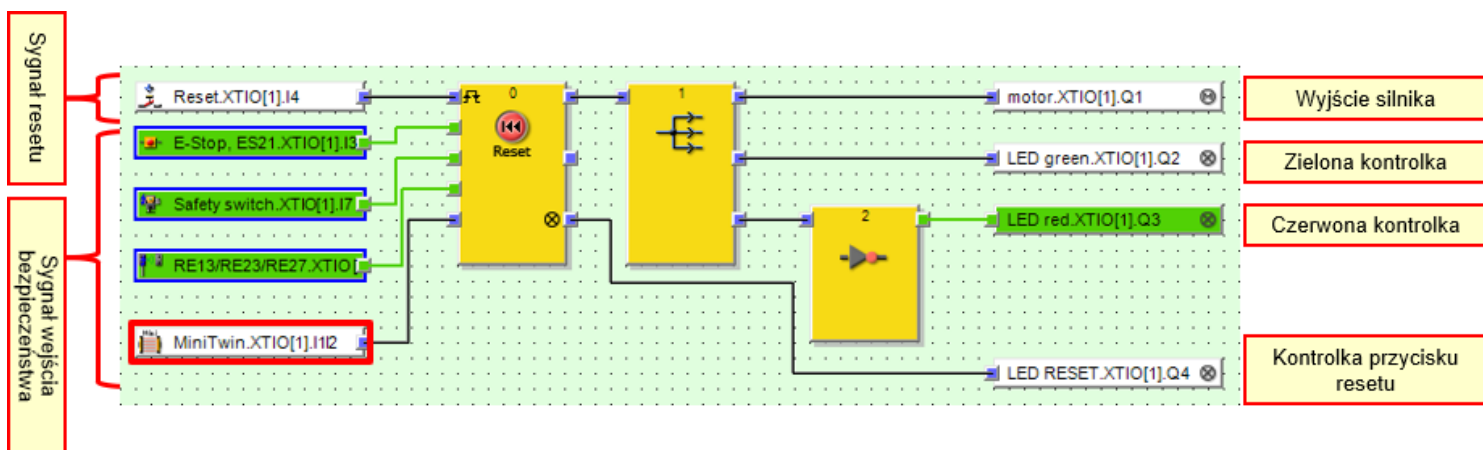 Sygnał resetu
Sygnał wejścia
bezpieczeństwa
Reset.XTIO[1].I4
E-Stop, ES21.XTIO[1].I3
Safety switch.XTIO[1].I7
RE13/RE23/RE27.XTIO[
MiniTwin.XTIO[1].I1I2
0
Reset
1
2
motor.XTIO[1].Q1
LED green.XTIO[1].Q2
LED red.XTIO[1].Q3
LED RESET.XTIO[1].Q4
Wyjście silnika
Zielona kontrolka
Czerwona kontrolka
Kontrolka przycisku
resetu